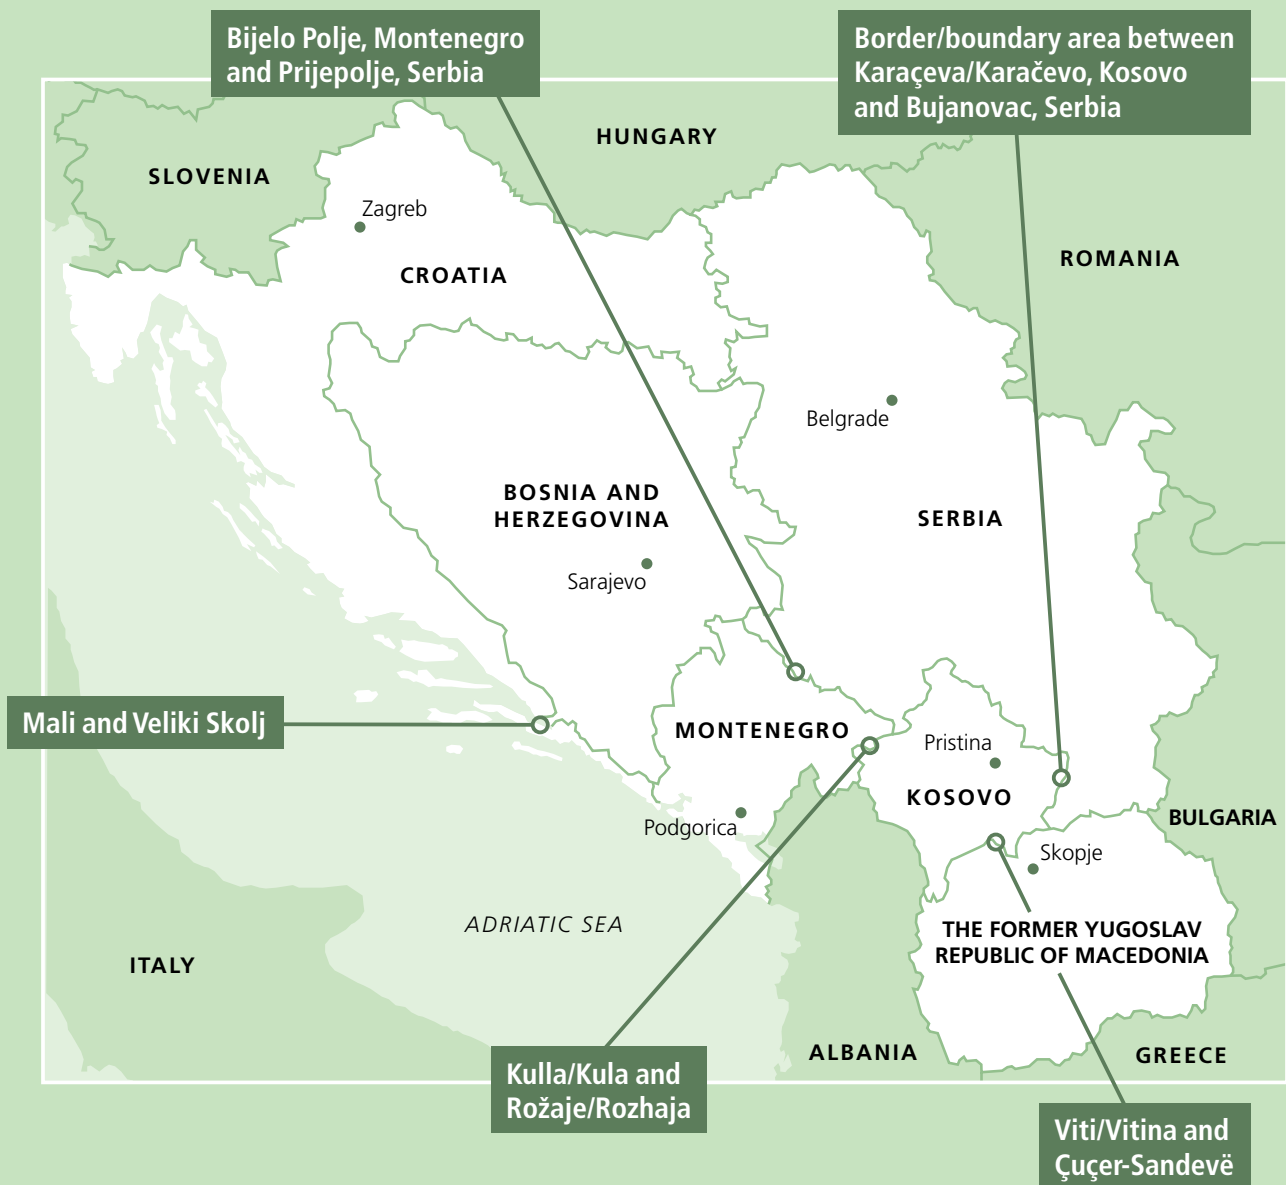 Bijelo Polje, Montenegro
and Prijepolje, Serbia
Border/boundary area between
Karaçeva/Karačevo, Kosovo
and Bujanovac, Serbia
HUNGARY
SLOVENIA
Zagreb
ROMANIA
CROATIA
Belgrade
BOSNIA AND
HERZEGOVINA
SERBIA
Sarajevo
Mali and Veliki Skolj
MONTENEGRO
Pristina
KOSOVO
BULGARIA
Podgorica
Skopje
ADRIATIC SEA
THE FORMER YUGOSLAV
REPUBLIC OF MACEDONIA
ITALY
ALBANIA
GREECE
Kulla/Kula and
Rožaje/Rozhaja
Viti/Vitina and
Çuçer-Sandevë